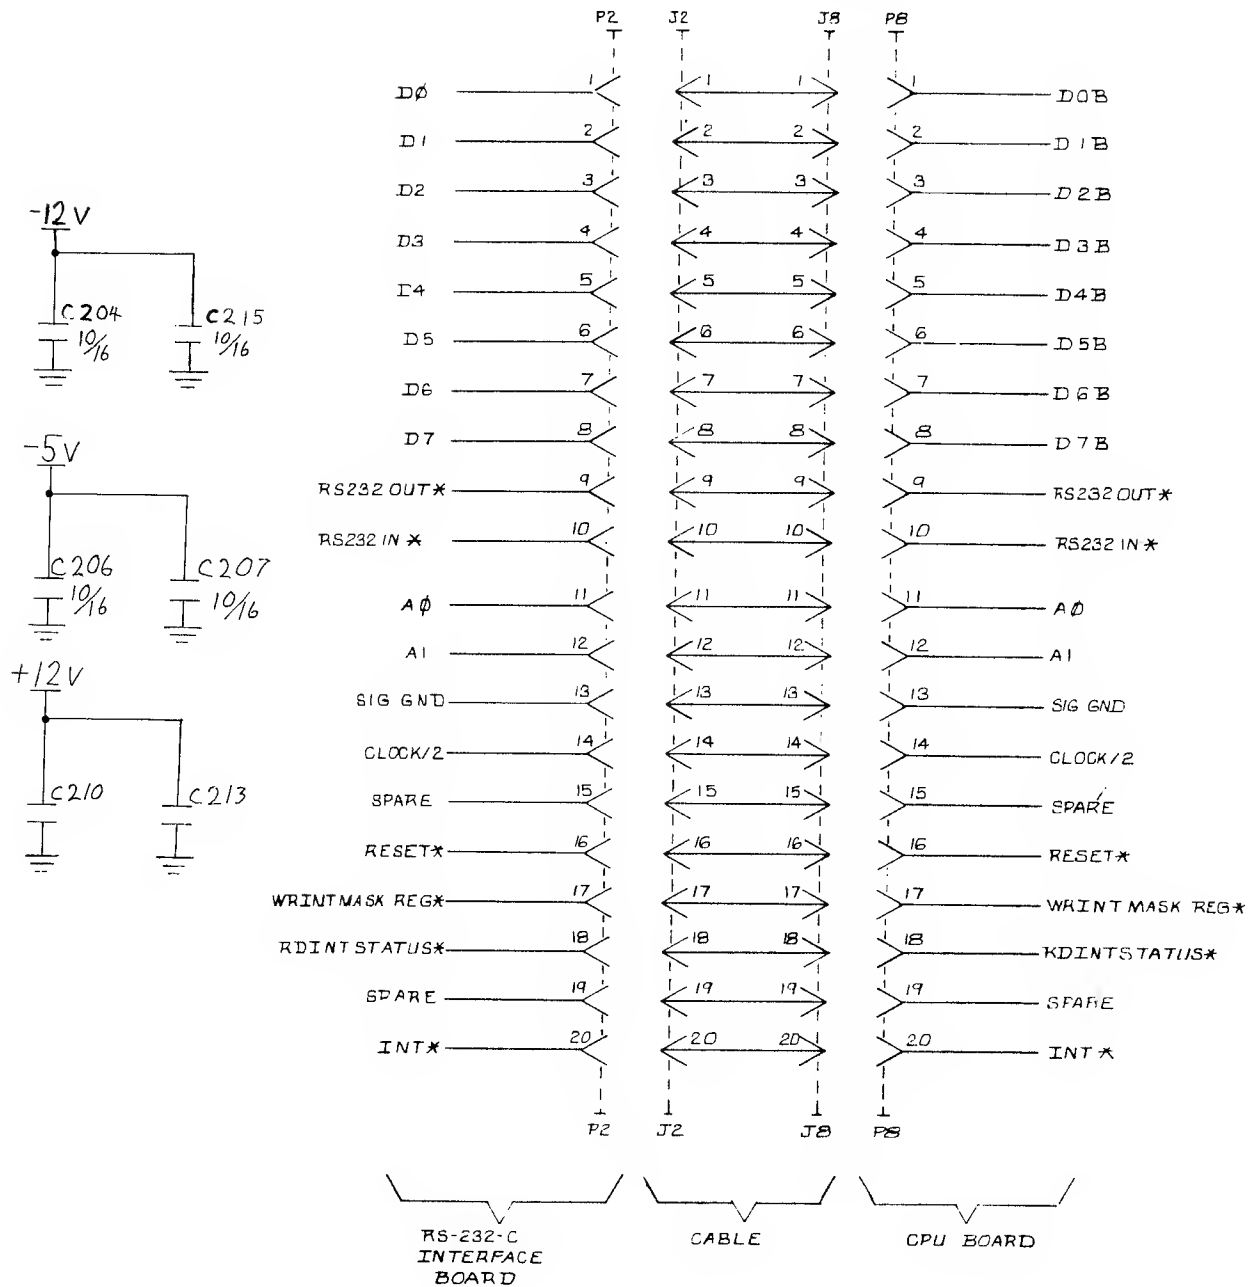 P2 J2 J8 P8
DØ 1 1 1 1 D0B
D1 2 2 2 2 D1B
D2 3 3 3 3 D2B
D3 4 4 4 4 D3B
D4 5 5 5 5 D4B
D5 6 6 6 6 D5B
D6 7 7 7 7 D6B
D7 8 8 8 8 D7B
RS232 OUT* 9 9 9 9 RS232 OUT*
RS232 IN* 10 10 10 10 RS232 IN*
AØ 11 11 11 11 AØ
A1 12 12 12 12 A1
SIG GND 13 13 13 13 SIG GND
CLOCK/2 14 14 14 14 CLOCK/2
SPARE 15 15 15 15 SPARE
RESET* 16 16 16 16 RESET*
WRINTMASK REG* 17 17 17 17 WRINT MASK REG*
RDINTSTATUS* 18 18 18 18 RDINTSTATUS*
SPARE 19 19 19 19 SPARE
INT* 20 20 20 20 INT*
P2 J2 J8 P8
RS-232-C
INTERFACE
BOARD
CABLE
CPU BOARD
-12V
C204
10/16
C215
10/16
-5V
C206
10/16
C207
10/16
+12V
C210
C213